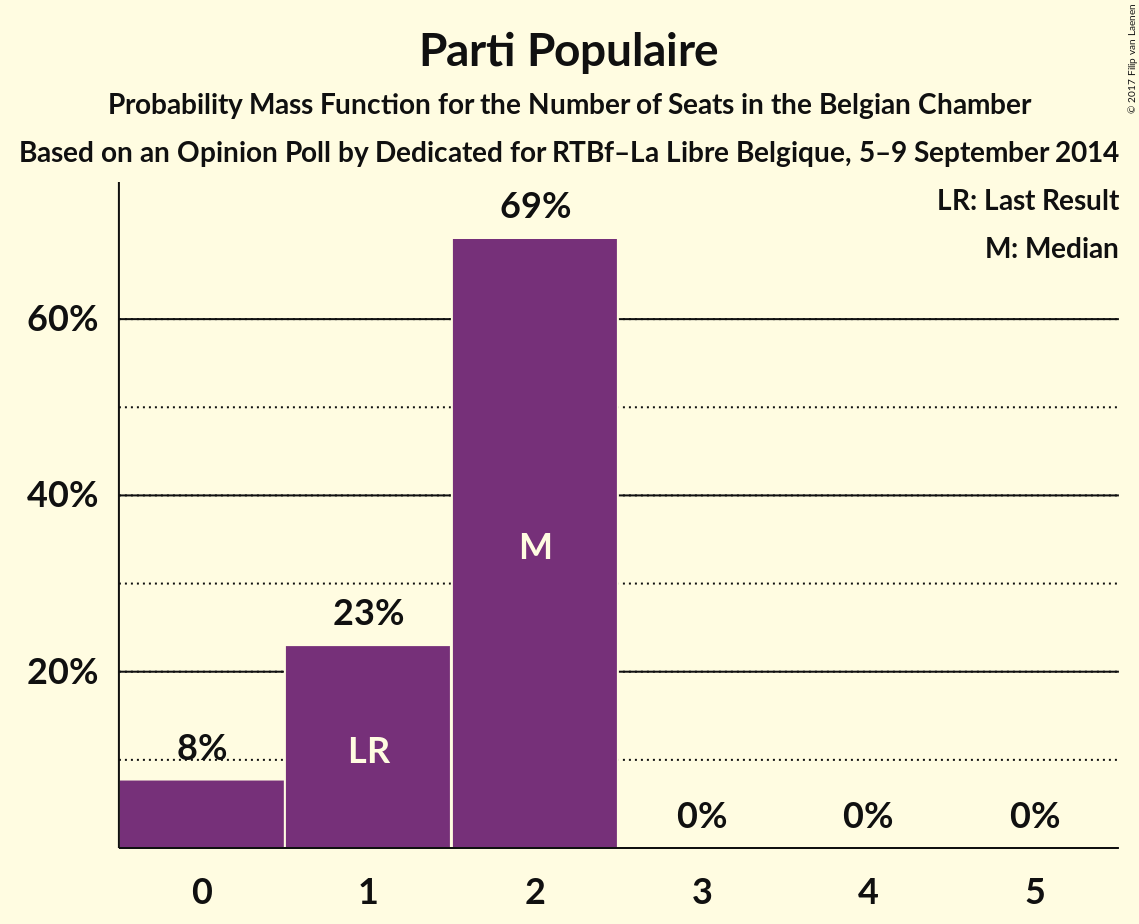 Parti Populaire
Probability Mass Function for the Number of Seats in the Belgian Chamber
Based on an Opinion Poll by Dedicated for RTBf–La Libre Belgique, 5–9 September 2014
© 2017 Filip van Laenen
LR: Last Result
M: Median
69%
60%
40%
M
23%
20%
8%
LR
0% 0% 0%
0 1 2 3 4 5